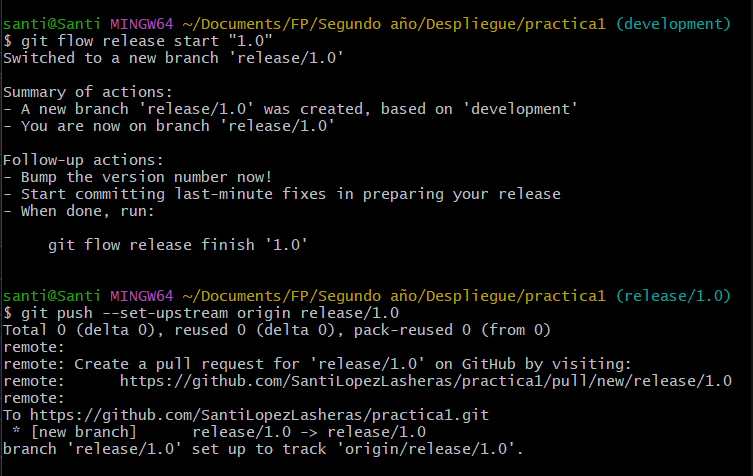 santi@Santi MINGW64 ~/Documents/FP/Segundo año/Despliegue/practica1 (development)
$ git flow release start "1.0"
Switched to a new branch 'release/1.0'
Summary of actions:
- A new branch 'release/1.0' was created, based on 'development'
- You are now on branch 'release/1.0'
Follow-up actions:
- Bump the version number now!
- Start committing last-minute fixes in preparing your release
- When done, run:
git flow release finish '1.0'
santi@Santi MINGW64 ~/Documents/FP/Segundo año/Despliegue/practica1 (release/1.0)
$ git push --set-upstream origin release/1.0
Total 0 (delta 0), reused 0 (delta 0), pack-reused 0 (from 0)
remote:
remote: Create a pull request for 'release/1.0' on GitHub by visiting:
remote:      https://github.com/SantiLopezLasheras/practica1/pull/new/release/1.0
remote:
To https://github.com/SantiLopezLasheras/practica1.git
 * [new branch]      release/1.0 -> release/1.0
branch 'release/1.0' set up to track 'origin/release/1.0'.